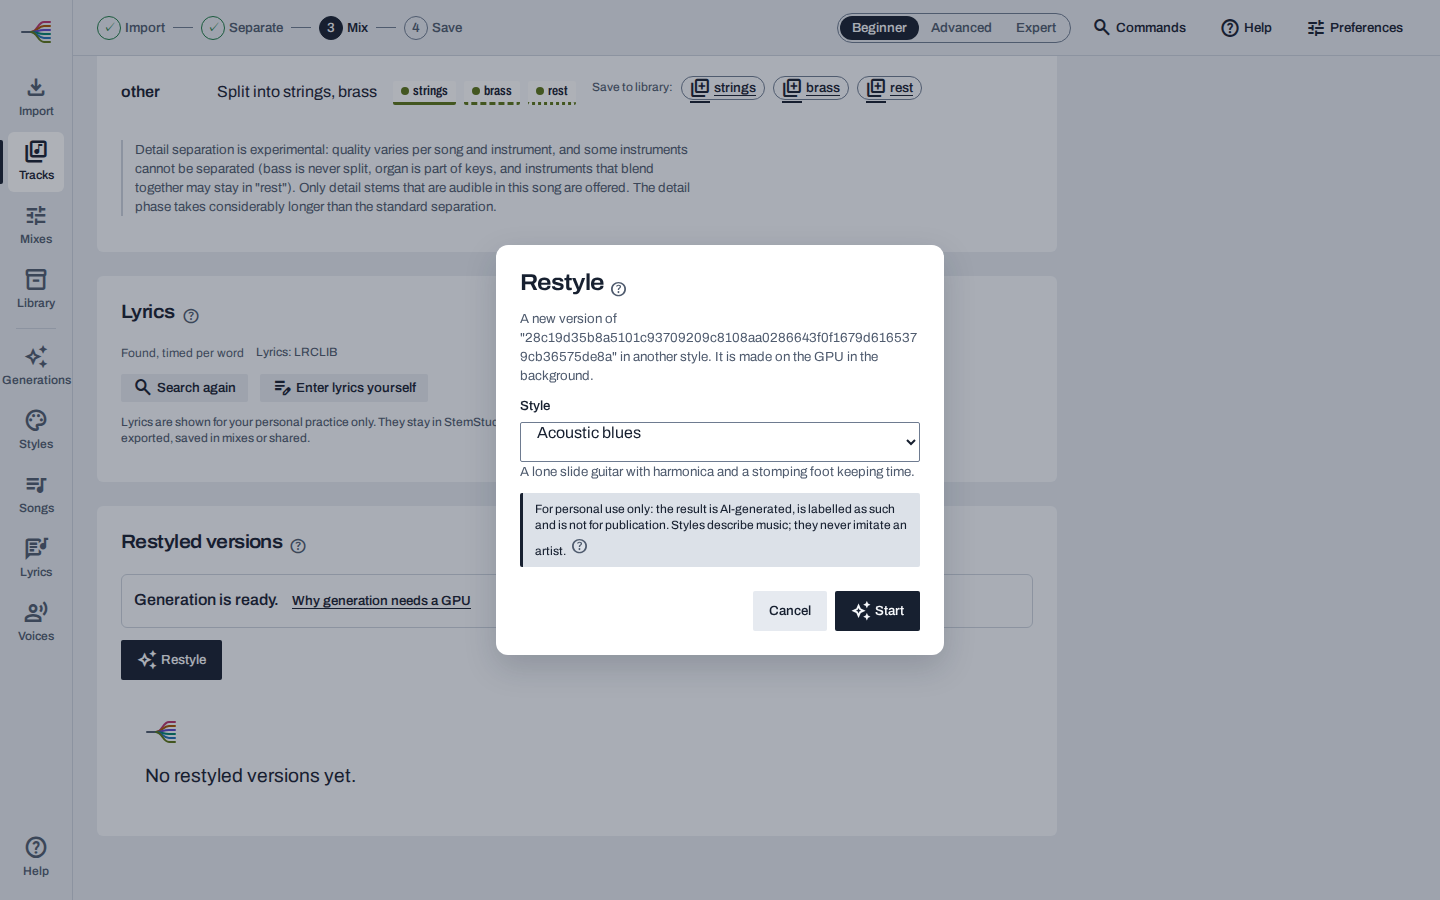 Import
Separate
3 Mix
4 Save
Beginner
Advanced
Expert
Commands
Help
Preferences
Import
Tracks
Mixes
Library
Generations
Styles
Songs
Lyrics
Voices
Help
other
Split into strings, brass
strings
brass
rest
Save to library:
strings
brass
rest
Detail separation is experimental: quality varies per song and instrument, and some instruments
cannot be separated (bass is never split, organ is part of keys, and instruments that blend
together may stay in "rest"). Only detail stems that are audible in this song are offered. The detail
phase takes considerably longer than the standard separation.
Lyrics
Found, timed per word
Lyrics: LRCLIB
Search again
Enter lyrics yourself
Lyrics are shown for your personal practice only. They stay in StemStu
exported, saved in mixes or shared.
Restyled versions
Generation is ready.
Why generation needs a GPU
Restyle
No restyled versions yet.
Restyle
A new version of
"28c19d35b8a5101c93709209c8108aa0286643f0f1679d616537
9cb36575de8a" in another style. It is made on the GPU in the
background.
Style
Acoustic blues
A lone slide guitar with harmonica and a stomping foot keeping time.
For personal use only: the result is AI-generated, is labelled as such
and is not for publication. Styles describe music; they never imitate an
artist.
Cancel
Start